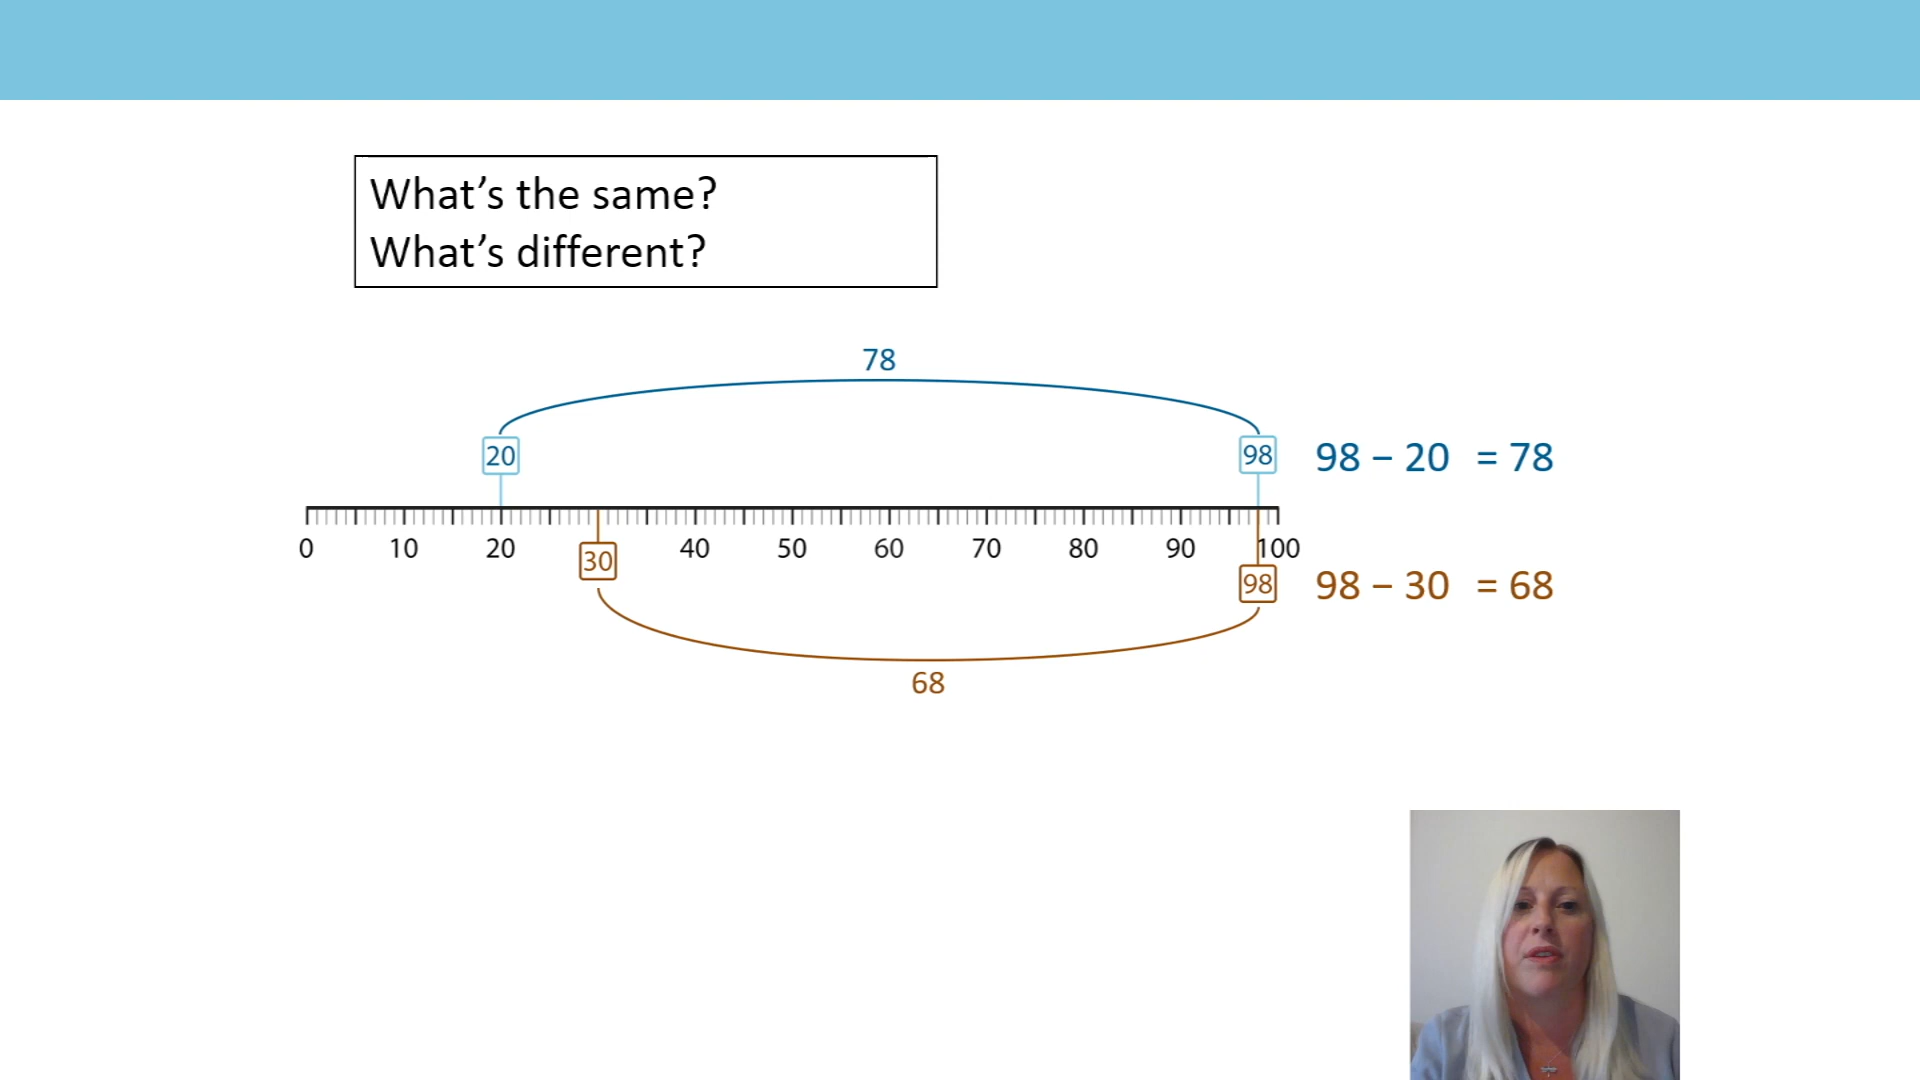 What’s the same?
What’s different?
78
20
98
98 – 20 = 78
0 10 20 40 50 60 70 80 90 100
30
98
98 – 30 = 68
68